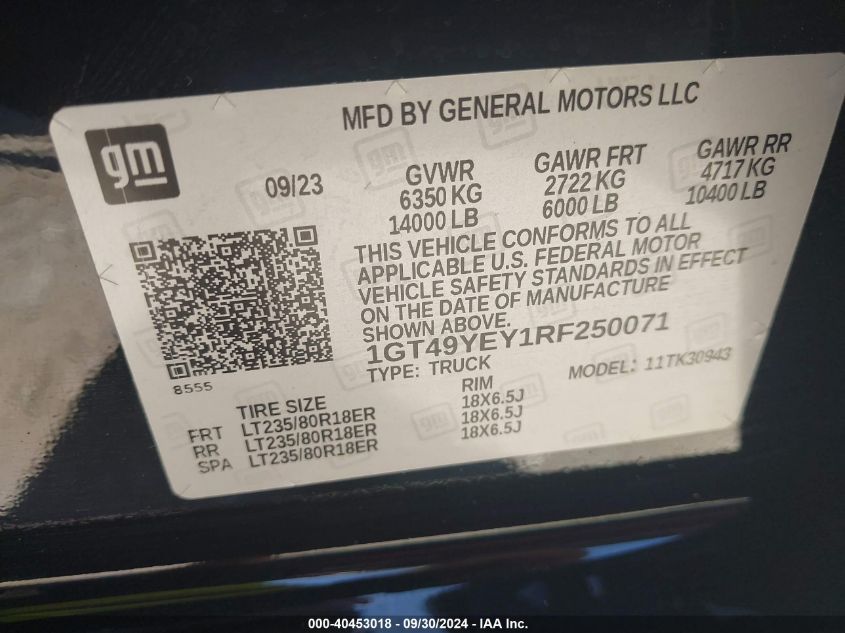 MFD BY GENERAL MOTORS LLC
gm
09/23
GVWR
6350 KG
14000 LB
GAWR FRT
2722 KG
6000 LB
GAWR RR
4717 KG
10400 LB
THIS VEHICLE CONFORMS TO ALL
APPLICABLE U.S. FEDERAL MOTOR
VEHICLE SAFETY STANDARDS IN EFFECT
ON THE DATE OF MANUFACTURE
SHOWN ABOVE.
1GT49YEY1RF250071
TYPE: TRUCK
MODEL: 11TK30943
8555
TIRE SIZE RIM
FRT LT235/80R18ER 18X6.5J
RR LT235/80R18ER 18X6.5J
SPA LT235/80R18ER 18X6.5J
000-40453018 - 09/30/2024 - IAA Inc.